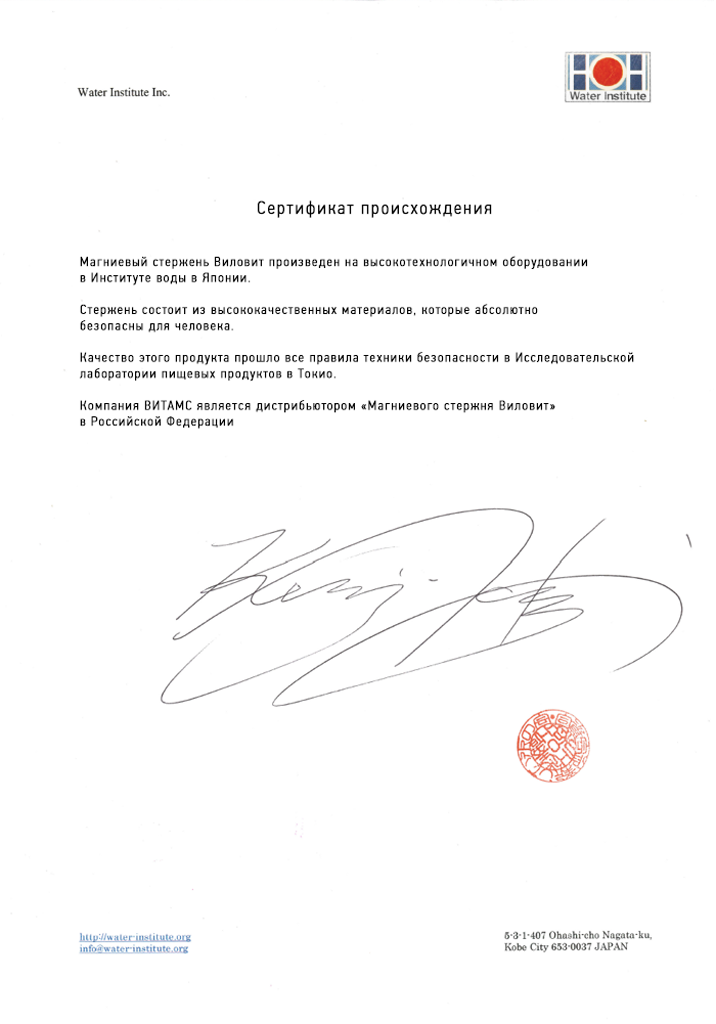 Water Institute Inc.
Water Institute
Сертификат происхождения
Магниевый стержень Виловит произведен на высокотехнологичном оборудовании
в Институте воды в Японии.
Стержень состоит из высококачественных материалов, которые абсолютно
безопасны для человека.
Качество этого продукта прошло все правила техники безопасности в Исследовательской
лаборатории пищевых продуктов в Токио.
Компания ВИТАМС является дистрибьютором «Магниевого стержня Виловит»
в Российской Федерации
http://water-institute.org
info@water-institute.org
5-3-1-407 Ohashi-cho Nagata-ku,
Kobe City 653-0037 JAPAN